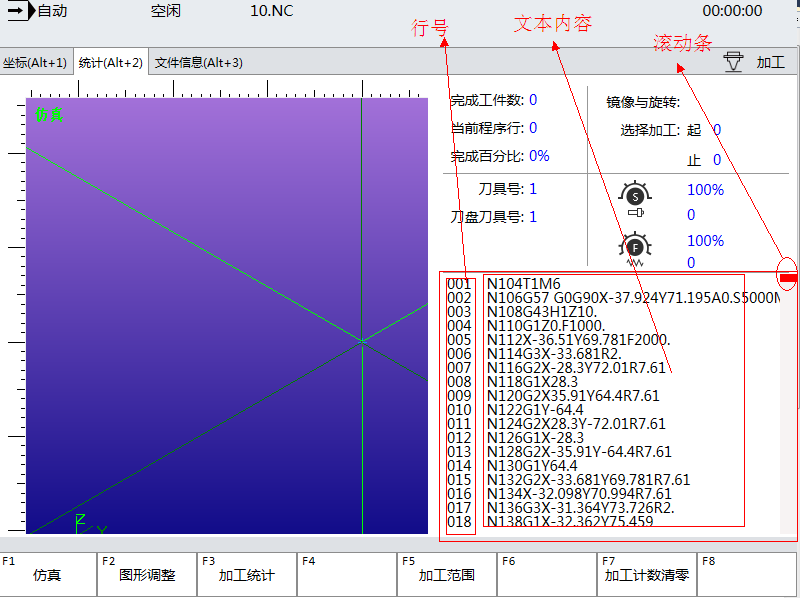 自动 空闲 10.NC 00:00:00
行号 文本内容 滚动条
坐标(Alt+1) 统计(Alt+2) 文件信息(Alt+3) 加工
仿真
完成工件数: 0
当前程序行: 0
完成百分比: 0%
刀具号: 1
刀盘刀具号: 1
镜像与旋转:
选择加工: 起 0
止 0
S 100%
0
F 100%
0
001 N104T1M6
002 N106G57 G0G90X-37.924Y71.195A0.S5000M
003 N108G43H1Z10.
004 N110G1Z0.F1000.
005 N112X-36.51Y69.781F2000.
006 N114G3X-33.681R2.
007 N116G2X-28.3Y72.01R7.61
008 N118G1X28.3
009 N120G2X35.91Y64.4R7.61
010 N122G1Y-64.4
011 N124G2X28.3Y-72.01R7.61
012 N126G1X-28.3
013 N128G2X-35.91Y-64.4R7.61
014 N130G1Y64.4
015 N132G2X-33.681Y69.781R7.61
016 N134X-32.098Y70.994R7.61
017 N136G3X-31.364Y73.726R2.
018 N138G1X-32.362Y75.459
Z
Y
F1 仿真
F2 图形调整
F3 加工统计
F4
F5 加工范围
F6
F7 加工计数清零
F8